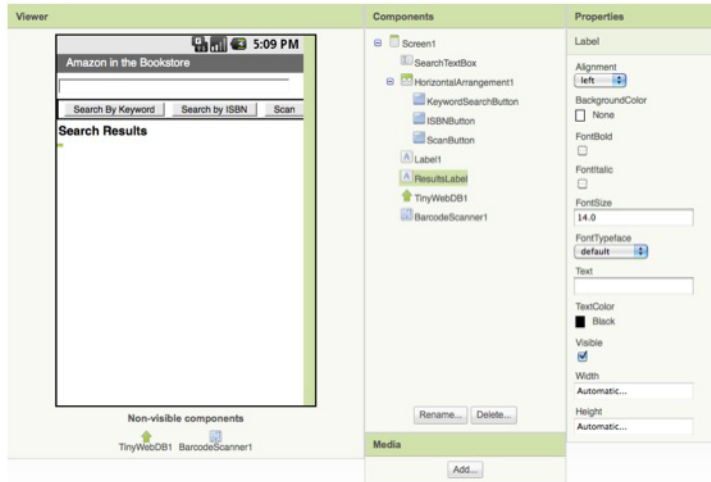 Viewer
5:09 PM
Amazon in the Bookstore
Search By Keyword Search by ISBN Scan
Search Results
Non-visible components
TinyWebDB1 BarcodeScanner1
Components
Screen1
SearchTextBox
HorizontalArrangement1
KeywordSearchButton
ISBNButton
ScanButton
Label1
ResultsLabel
TinyWebDB1
BarcodeScanner1
Rename... Delete...
Media
Add...
Properties
Label
Alignment
left
BackgroundColor
None
FontBold
FontItalic
FontSize
14.0
FontTypeface
default
Text
TextColor
Black
Visible
Width
Automatic...
Height
Automatic...